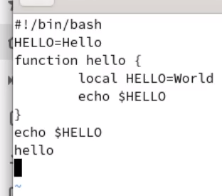 #!/bin/bash
HELLO=Hello
function hello {
        local HELLO=World
        echo $HELLO
}
echo $HELLO
hello
~